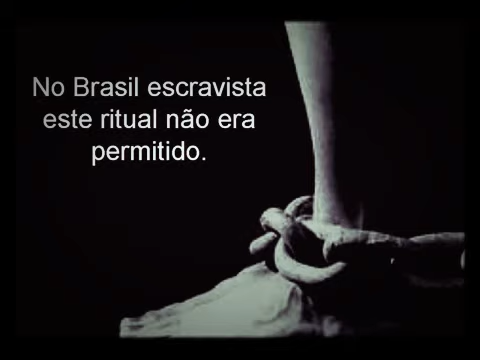 No Brasil escravista
este ritual não era
permitido.